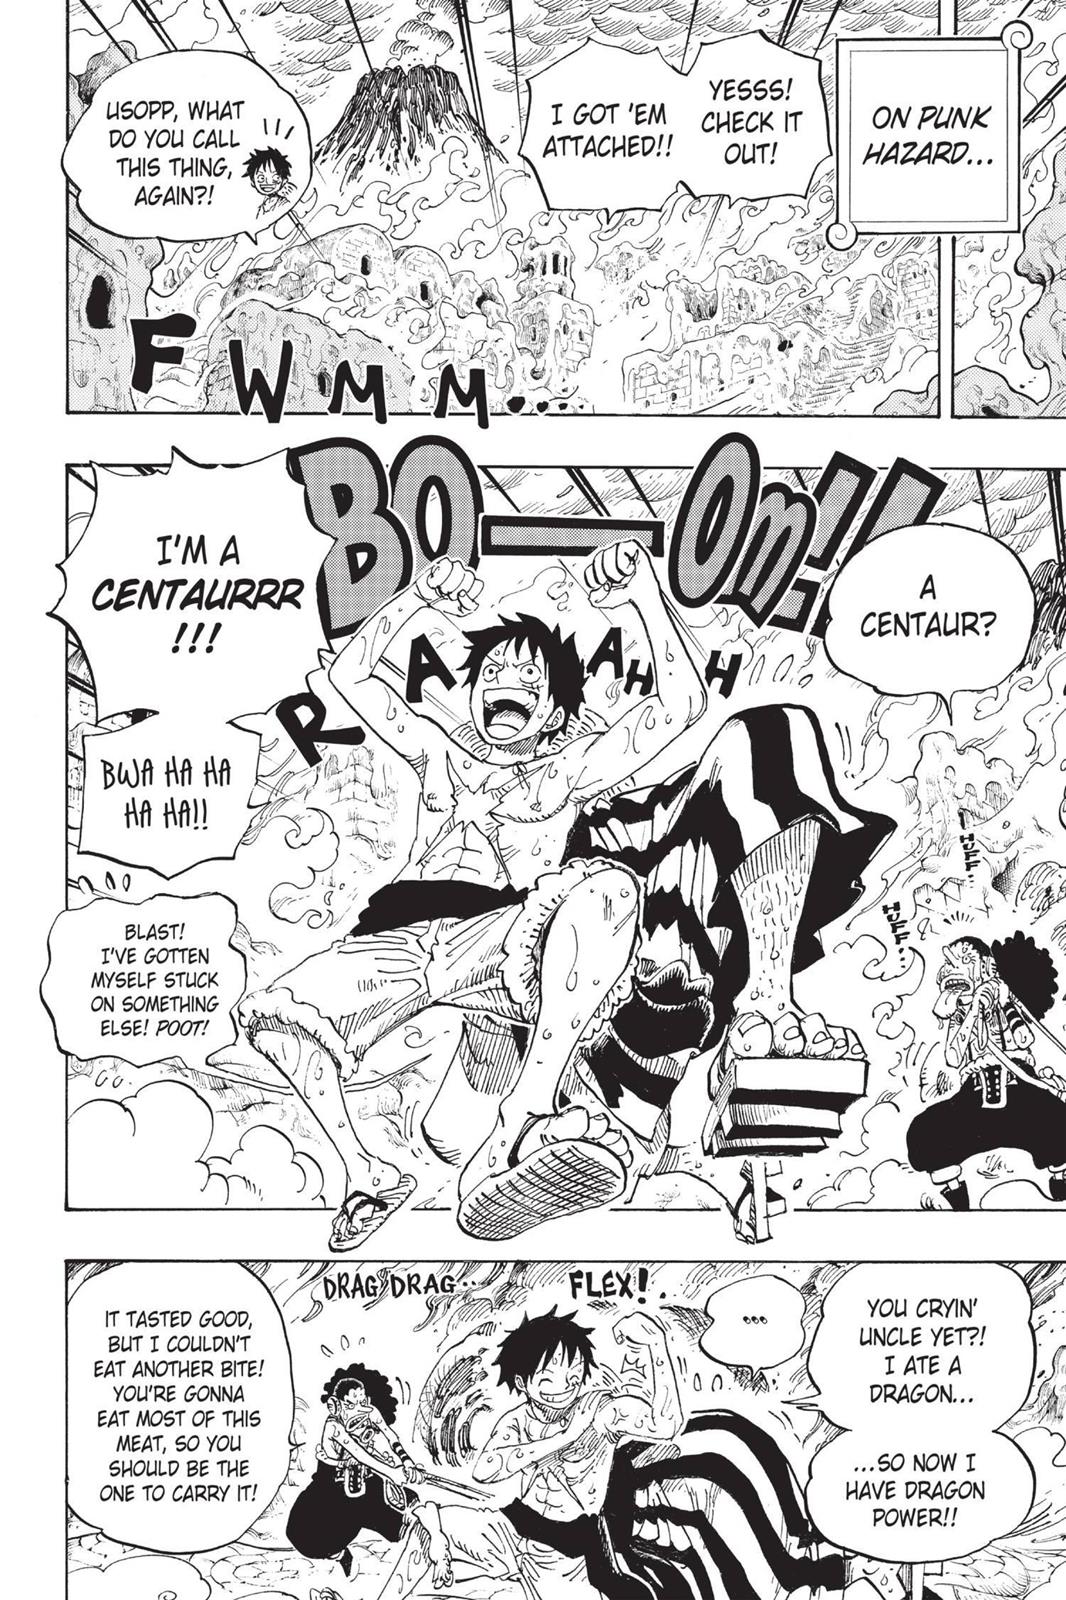 ON PUNK
HAZARD...
YESSS!
CHECK IT
OUT!
I GOT 'EM
ATTACHED!!
USOPP, WHAT
DO YOU CALL
THIS THING,
AGAIN?!
FWMM...
BO—OM!!
A
CENTAUR?
I'M A
CENTAURRR
!!!
RAAHH
BWA HA HA
HA HA!!
HUFF...
HUFF...
BLAST!
I'VE GOTTEN
MYSELF STUCK
ON SOMETHING
ELSE! POOT!
YOU CRYIN'
UNCLE YET?!
I ATE A
DRAGON...
...SO NOW I
HAVE DRAGON
POWER!!
...
FLEX!
DRAG DRAG...
IT TASTED GOOD,
BUT I COULDN'T
EAT ANOTHER BITE!
YOU'RE GONNA
EAT MOST OF THIS
MEAT, SO YOU
SHOULD BE THE
ONE TO CARRY IT!